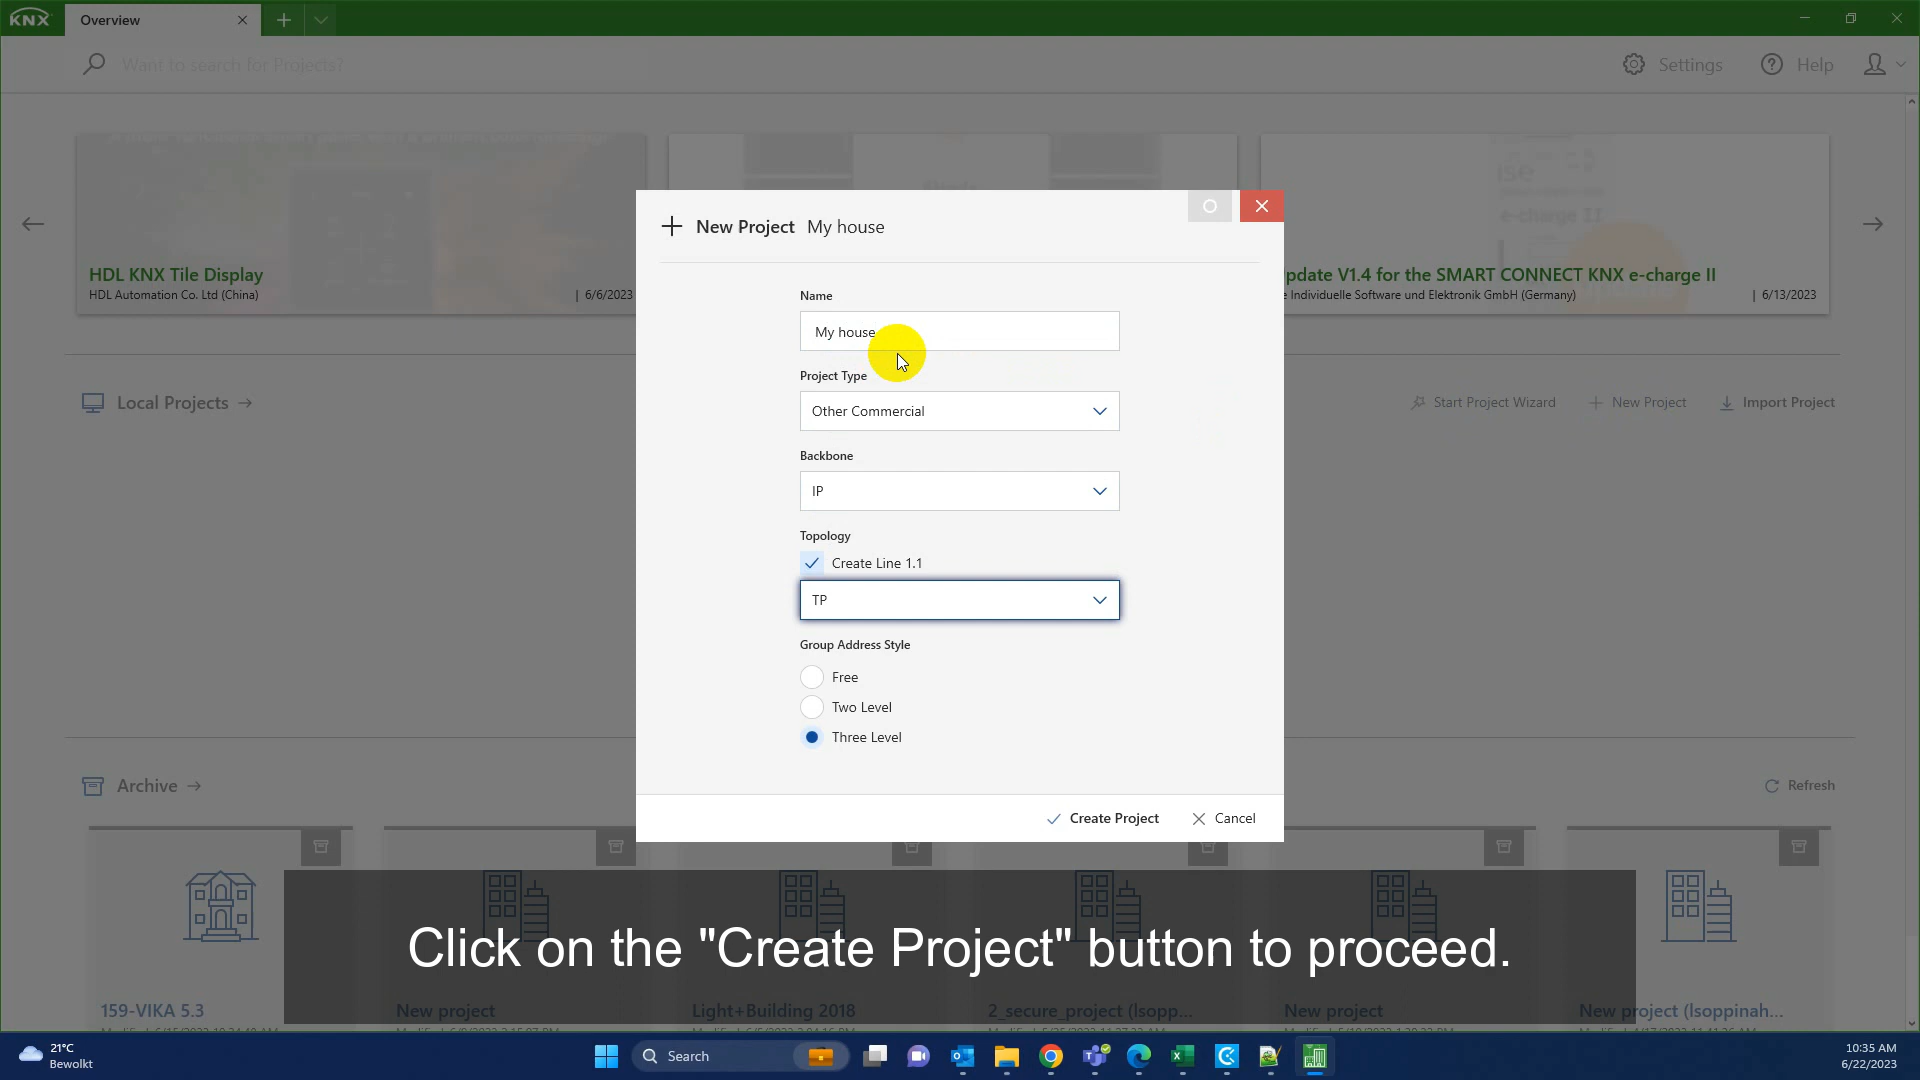 KNX
Overview
Want to search for Projects?
Settings
Help
HDL KNX Tile Display
HDL Automation Co. Ltd (China)
| 6/6/2023
ise
e-charge II
pdate V1.4 for the SMART CONNECT KNX e-charge II
e Individuelle Software und Elektronik GmbH (Germany)
| 6/13/2023
New Project My house
Name
My house
Project Type
Other Commercial
Backbone
IP
Topology
Create Line 1.1
TP
Group Address Style
Free
Two Level
Three Level
Create Project
Cancel
Local Projects
Start Project Wizard
New Project
Import Project
Archive
Refresh
Click on the "Create Project" button to proceed.
159-VIKA 5.3
New project
Light+Building 2018
2_secure_project (lsopp...
New project
New project (lsoppinah...
21°C
Bewolkt
Search
10:35 AM
6/22/2023